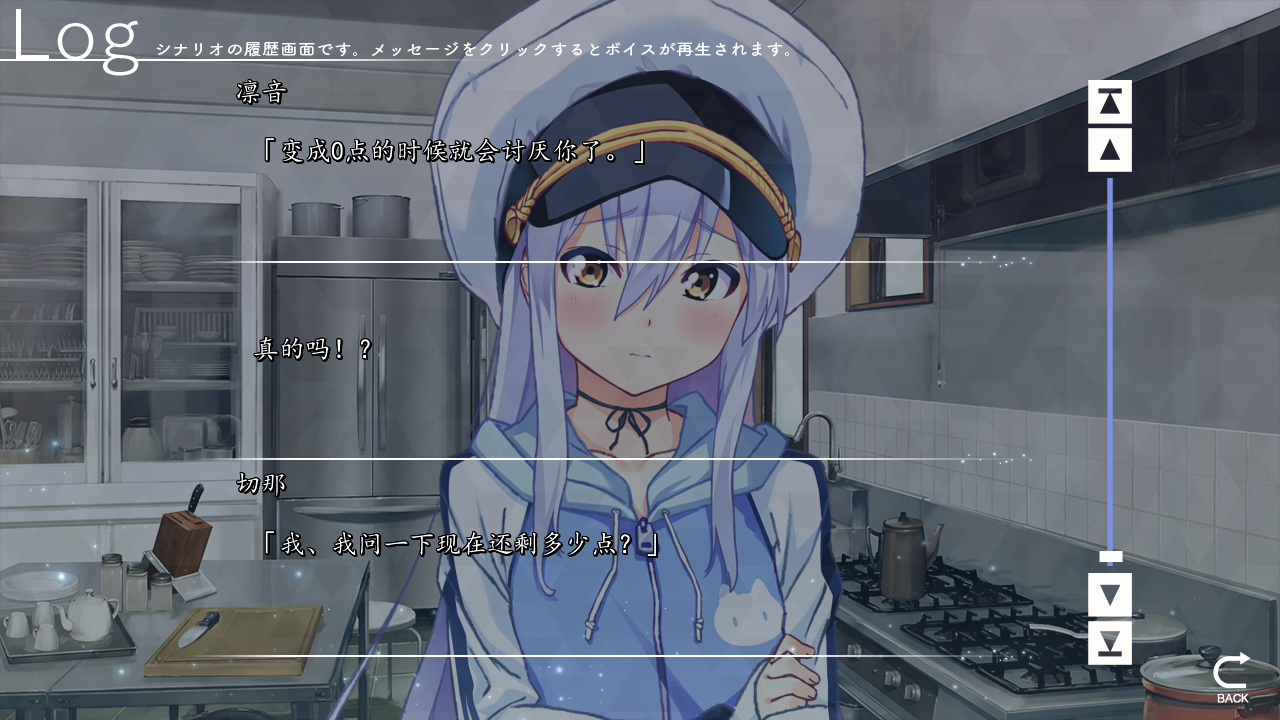 Log
シナリオの履歴画面です。メッセージをクリックするとボイスが再生されます。
凛音
「变成0点的时候就会讨厌你了。」
真的吗！？
切那
「我、我问一下现在还剩多少点？」
BACK